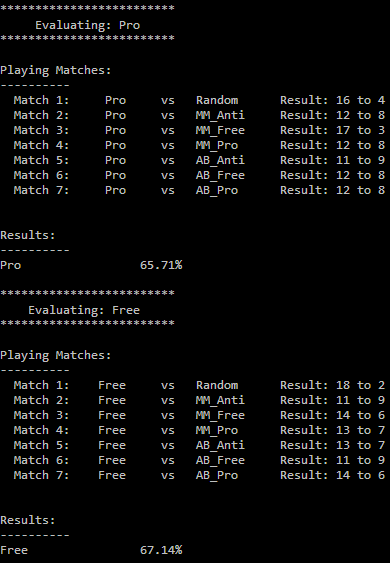 *************************
Evaluating: Pro
*************************
Playing Matches:
----------
Match 1: Pro vs Random Result: 16 to 4
Match 2: Pro vs MM_Anti Result: 12 to 8
Match 3: Pro vs MM_Free Result: 17 to 3
Match 4: Pro vs MM_Pro Result: 12 to 8
Match 5: Pro vs AB_Anti Result: 11 to 9
Match 6: Pro vs AB_Free Result: 12 to 8
Match 7: Pro vs AB_Pro Result: 12 to 8
Results:
----------
Pro 65.71%
*************************
Evaluating: Free
*************************
Playing Matches:
----------
Match 1: Free vs Random Result: 18 to 2
Match 2: Free vs MM_Anti Result: 11 to 9
Match 3: Free vs MM_Free Result: 14 to 6
Match 4: Free vs MM_Pro Result: 13 to 7
Match 5: Free vs AB_Anti Result: 13 to 7
Match 6: Free vs AB_Free Result: 11 to 9
Match 7: Free vs AB_Pro Result: 14 to 6
Results:
----------
Free 67.14%